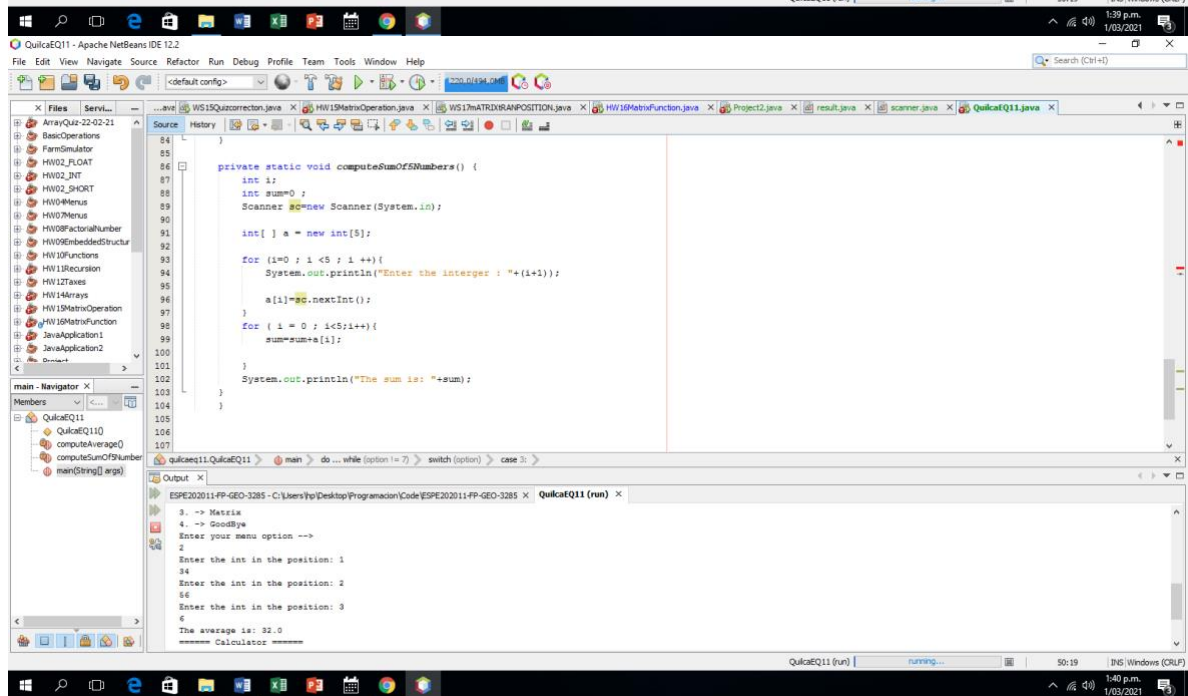 1:39 p.m.
1/03/2021
QuilcaEQ11 - Apache NetBeans IDE 12.2
File Edit View Navigate Source Refactor Run Debug Profile Team Tools Window Help
Search (Ctrl+I)
<default config>
Files Servi...
...ava WS15Quizcorrecton.java HW15MatrixOperation.java WS17mATRIXtRANPOSITION.java HW16MatrixFunction.java Project2.java result.java scanner.java QuilcaEQ11.java
ArrayQuiz-22-02-21
BasicOperations
FarmSimulator
HW02_FLOAT
HW02_INT
HW02_SHORT
HW04Menus
HW07Menus
HW08FactorialNumber
HW09EmbeddedStructur
HW10Functions
HW11Recursion
HW12Taxes
HW14Arrays
HW15MatrixOperation
HW16MatrixFunction
JavaApplication1
JavaApplication2
Project
Source History
84 }
85
86 private static void computeSumOf5Numbers() {
87 int i;
88 int sum=0 ;
89 Scanner sc=new Scanner(System.in);
90
91 int[ ] a = new int[5];
92
93 for (i=0 ; i <5 ; i ++){
94 System.out.println("Enter the interger : "+(i+1));
95
96 a[i]=sc.nextInt();
97 }
98 for ( i = 0 ; i<5;i++){
99 sum=sum+a[i];
100
101 }
102 System.out.println("The sum is: "+sum);
103 }
104 }
105
106
107
main - Navigator
Members
QuilcaEQ11
QuilcaEQ11()
computeAverage()
computeSumOf5Number
main(String[] args)
quilcaeq11.QuilcaEQ11 main do ... while (option != 7) switch (option) case 3:
Output
ESPE202011-FP-GEO-3285 - C:\Users\hp\Desktop\Programacion\Code\ESPE202011-FP-GEO-3285 QuilcaEQ11 (run)
3. -> Matrix
4. -> GoodBye
Enter your menu option -->
2
Enter the int in the position: 1
34
Enter the int in the position: 2
56
Enter the int in the position: 3
6
The average is: 32.0
====== Calculator ======
QuilcaEQ11 (run) running... 50:19 INS Windows (CRLF)
1:40 p.m.
1/03/2021